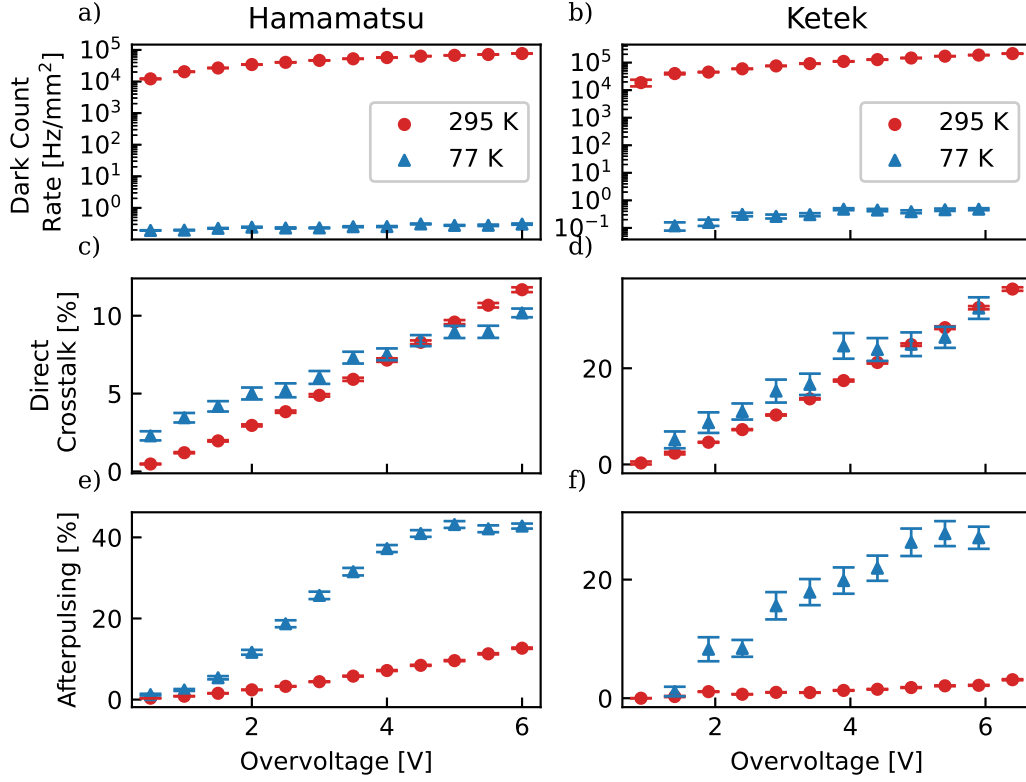 a)
Hamamatsu
b)
Ketek
Dark Count
Rate [Hz/mm²]
10⁵
10⁴
10³
10²
10¹
10⁰
295 K
77 K
10⁵
10⁴
10³
10²
10¹
10⁰
10⁻¹
295 K
77 K
c)
d)
Direct
Crosstalk [%]
10
5
0
20
0
e)
f)
Afterpulsing [%]
40
20
0
20
0
2
4
6
2
4
6
Overvoltage [V]
Overvoltage [V]